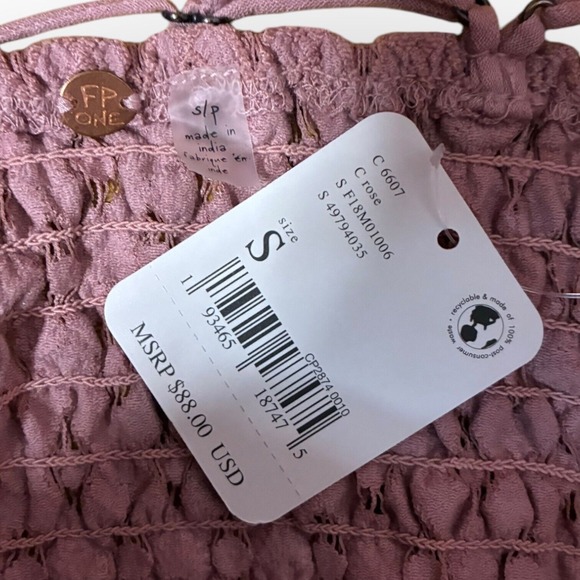 FP
ONE
s/p
made in
india
fabriqué en
inde
C 6607
C rose
S F18M01006
S 49794035
size
S
CP2874 0010
1 93465 18747 5
MSRP $88.00 USD
recyclable & made of 100% post-consumer waste •